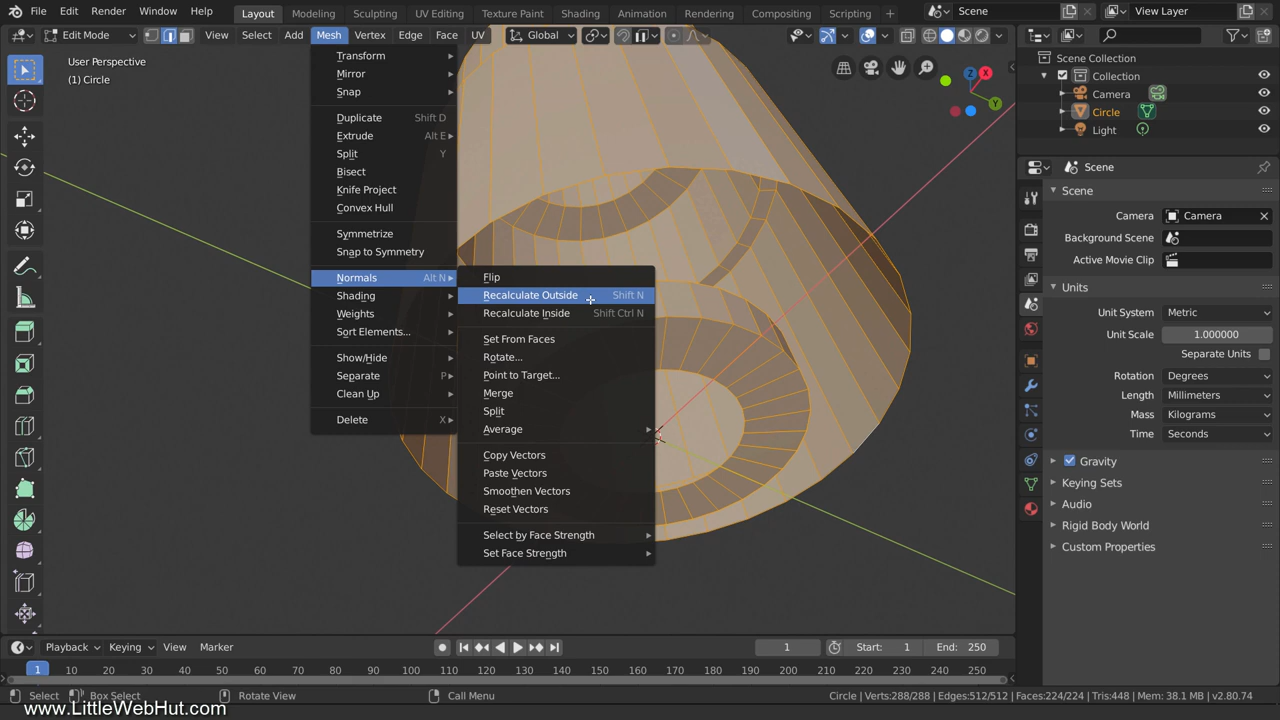 File Edit Render Window Help Layout Modeling Sculpting UV Editing Texture Paint Shading Animation Rendering Compositing Scripting Scene View Layer
Edit Mode View Select Add Mesh Vertex Edge Face UV Global
User Perspective
(1) Circle
Transform
Mirror
Snap
Duplicate Shift D
Extrude Alt E
Split Y
Bisect
Knife Project
Convex Hull
Symmetrize
Snap to Symmetry
Normals Alt N
Shading
Weights
Sort Elements...
Show/Hide
Separate P
Clean Up
Delete X
Flip
Recalculate Outside Shift N
Recalculate Inside Shift Ctrl N
Set From Faces
Rotate...
Point to Target...
Merge
Split
Average
Copy Vectors
Paste Vectors
Smoothen Vectors
Reset Vectors
Select by Face Strength
Set Face Strength
Z X
Y
Scene Collection
Collection
Camera
Circle
Light
Scene
Scene
Camera Camera
Background Scene
Active Movie Clip
Units
Unit System Metric
Unit Scale 1.000000
Separate Units
Rotation Degrees
Length Millimeters
Mass Kilograms
Time Seconds
Gravity
Keying Sets
Audio
Rigid Body World
Custom Properties
Playback Keying View Marker 1 Start: 1 End: 250
1 10 20 30 40 50 60 70 80 90 100 110 120 130 140 150 160 170 180 190 200 210 220 230 240 250
Select Box Select Rotate View Call Menu Circle | Verts:288/288 | Edges:512/512 | Faces:224/224 | Tris:448 | Mem: 38.1 MB | v2.80.74
www.LittleWebHut.com